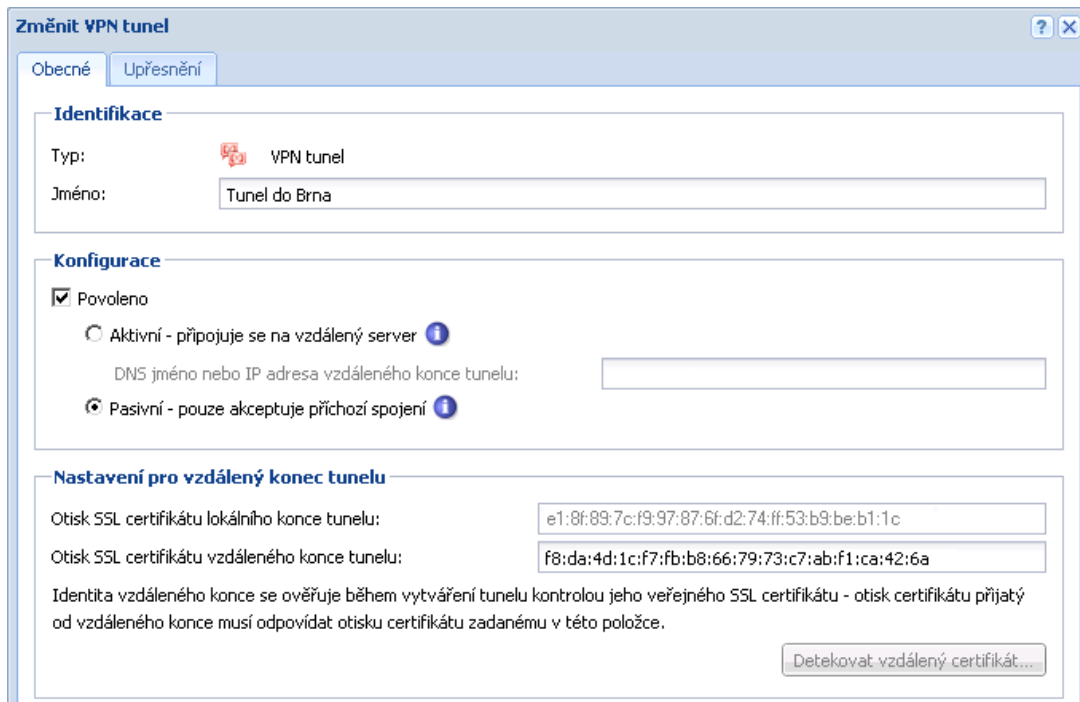 Změnit VPN tunel
Obecné Upřesnění
Identifikace
Typ: VPN tunel
Jméno: Tunel do Brna
Konfigurace
Povoleno
Aktivní - připojuje se na vzdálený server
DNS jméno nebo IP adresa vzdáleného konce tunelu:
Pasivní - pouze akceptuje příchozí spojení
Nastavení pro vzdálený konec tunelu
Otisk SSL certifikátu lokálního konce tunelu: e1:8f:89:7c:f9:97:87:6f:d2:74:ff:53:b9:be:b1:1c
Otisk SSL certifikátu vzdáleného konce tunelu: f8:da:4d:1c:f7:fb:b8:66:79:73:c7:ab:f1:ca:42:6a
Identita vzdáleného konce se ověřuje během vytváření tunelu kontrolou jeho veřejného SSL certifikátu - otisk certifikátu přijatý
od vzdáleného konce musí odpovídat otisku certifikátu zadanému v této položce.
Detekovat vzdálený certifikát...